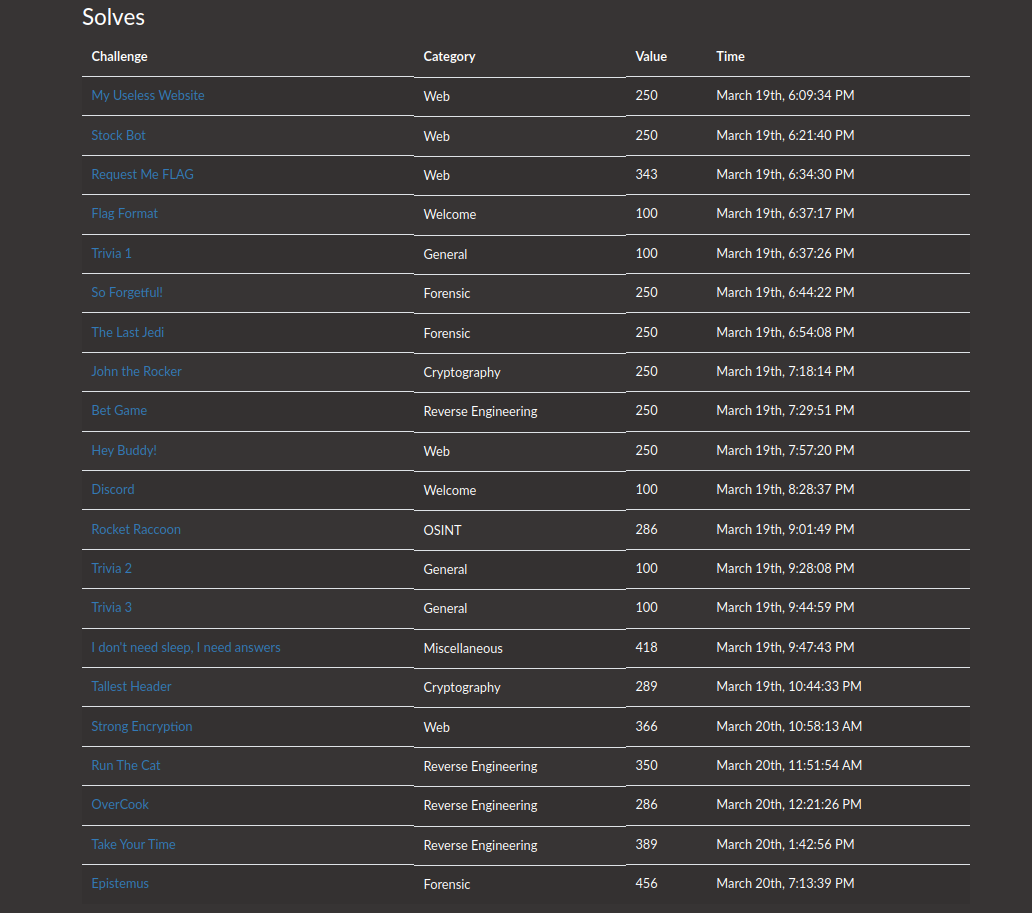 Solves
Challenge Category Value Time
My Useless Website Web 250 March 19th, 6:09:34 PM
Stock Bot Web 250 March 19th, 6:21:40 PM
Request Me FLAG Web 343 March 19th, 6:34:30 PM
Flag Format Welcome 100 March 19th, 6:37:17 PM
Trivia 1 General 100 March 19th, 6:37:26 PM
So Forgetful! Forensic 250 March 19th, 6:44:22 PM
The Last Jedi Forensic 250 March 19th, 6:54:08 PM
John the Rocker Cryptography 250 March 19th, 7:18:14 PM
Bet Game Reverse Engineering 250 March 19th, 7:29:51 PM
Hey Buddy! Web 250 March 19th, 7:57:20 PM
Discord Welcome 100 March 19th, 8:28:37 PM
Rocket Raccoon OSINT 286 March 19th, 9:01:49 PM
Trivia 2 General 100 March 19th, 9:28:08 PM
Trivia 3 General 100 March 19th, 9:44:59 PM
I don't need sleep, I need answers Miscellaneous 418 March 19th, 9:47:43 PM
Tallest Header Cryptography 289 March 19th, 10:44:33 PM
Strong Encryption Web 366 March 20th, 10:58:13 AM
Run The Cat Reverse Engineering 350 March 20th, 11:51:54 AM
OverCook Reverse Engineering 286 March 20th, 12:21:26 PM
Take Your Time Reverse Engineering 389 March 20th, 1:42:56 PM
Epistemus Forensic 456 March 20th, 7:13:39 PM